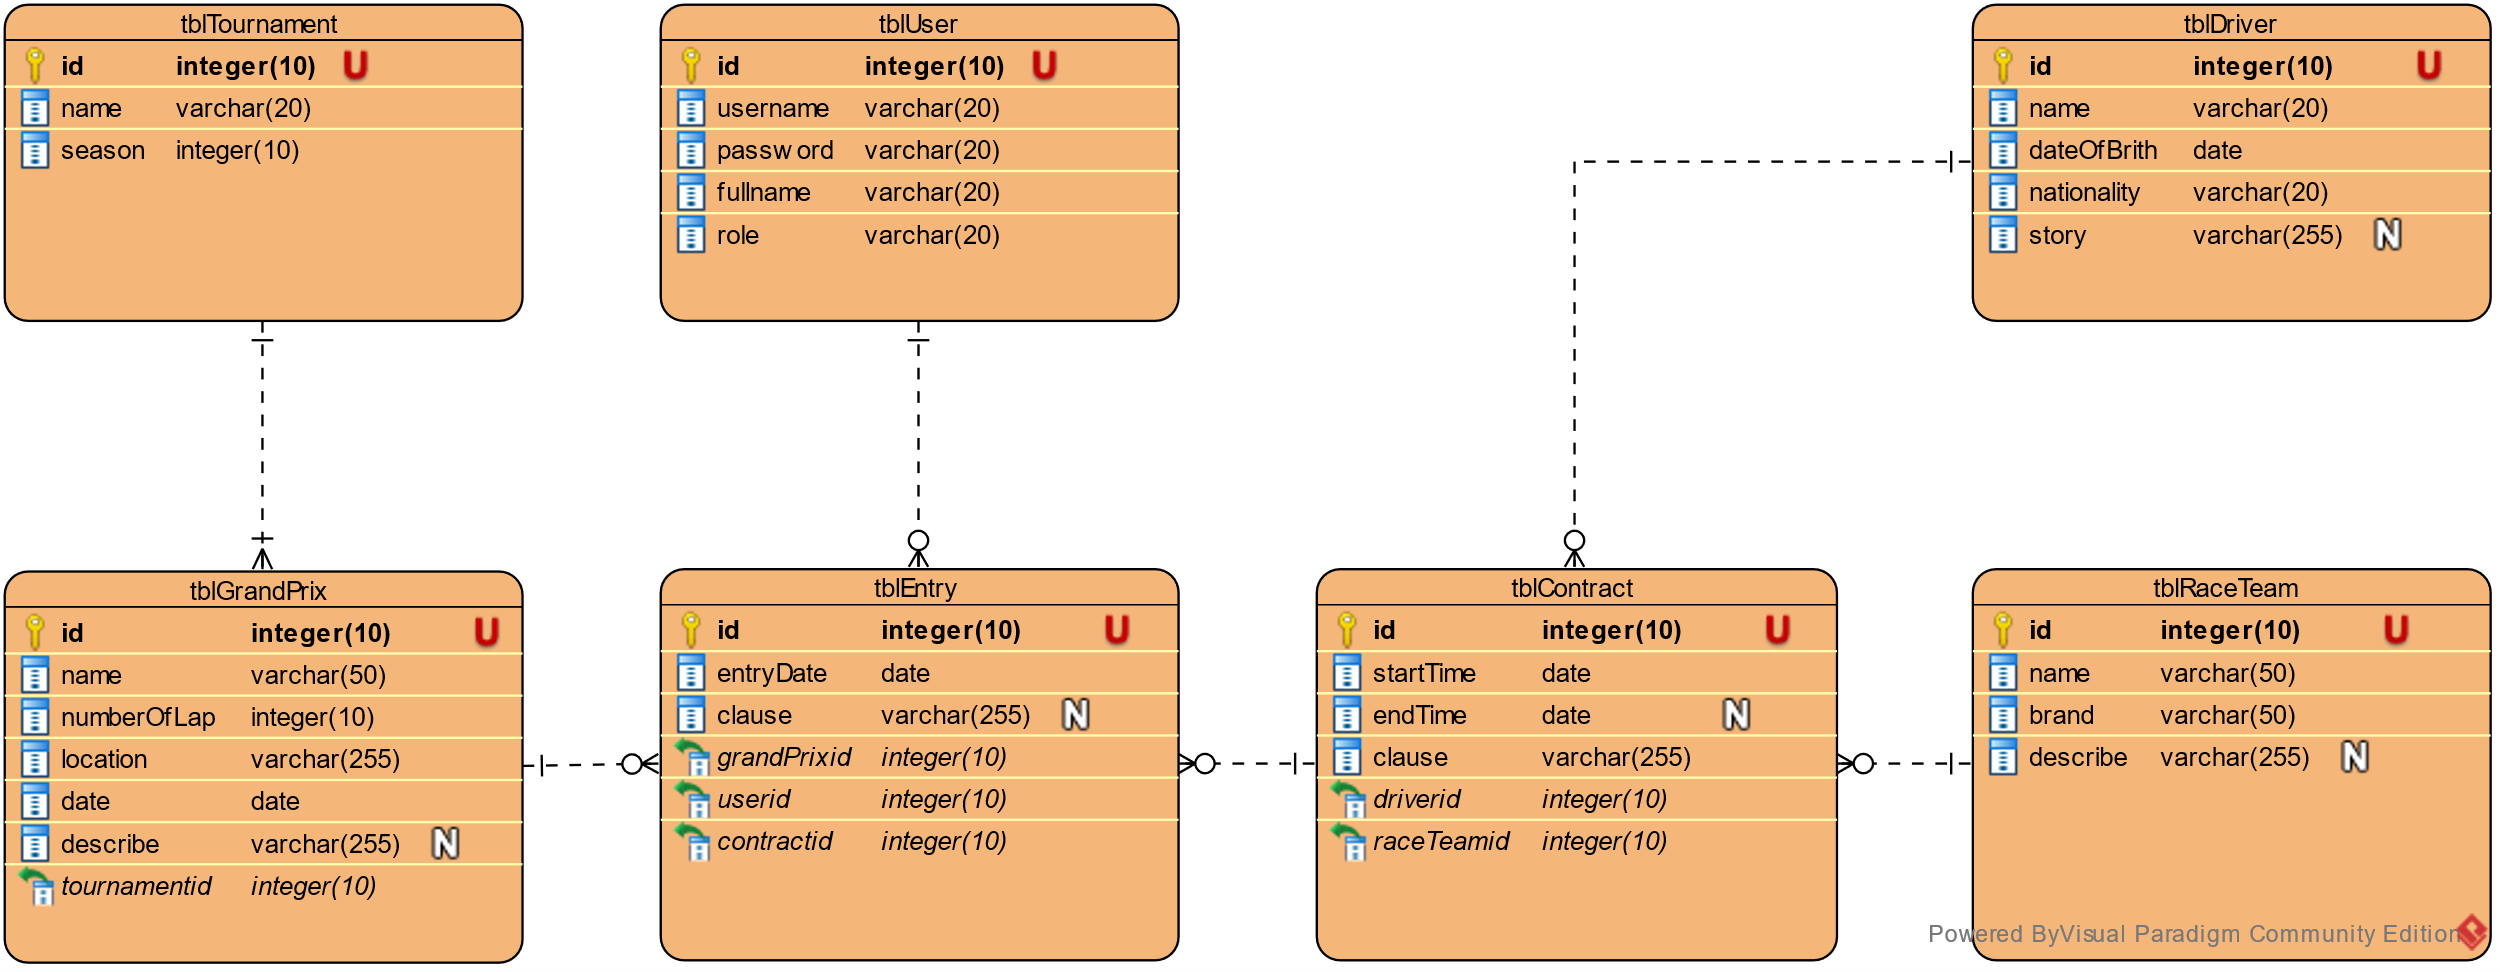 tblTournament
id integer(10) U
name varchar(20)
season integer(10)
tblUser
id integer(10) U
username varchar(20)
password varchar(20)
fullname varchar(20)
role varchar(20)
tblDriver
id integer(10) U
name varchar(20)
dateOfBrith date
nationality varchar(20)
story varchar(255) N
tblGrandPrix
id integer(10) U
name varchar(50)
numberOfLap integer(10)
location varchar(255)
date date
describe varchar(255) N
tournamentid integer(10)
tblEntry
id integer(10) U
entryDate date
clause varchar(255) N
grandPrixid integer(10)
userid integer(10)
contractid integer(10)
tblContract
id integer(10) U
startTime date
endTime date N
clause varchar(255)
driverid integer(10)
raceTeamid integer(10)
tblRaceTeam
id integer(10) U
name varchar(50)
brand varchar(50)
describe varchar(255) N
Powered ByVisual Paradigm Community Edition